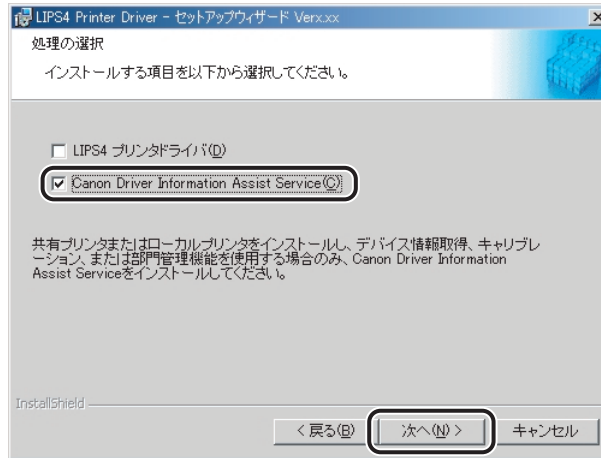 LIPS4 Printer Driver - セットアップウィザード Verx.xx
処理の選択
インストールする項目を以下から選択してください。
LIPS4 プリンタドライバ(D)
Canon Driver Information Assist Service(C)
共有プリンタまたはローカルプリンタをインストールし、デバイス情報取得、キャリブレ
ーション、または部門管理機能を使用する場合のみ、Canon Driver Information
Assist Serviceをインストールしてください。
InstallShield
< 戻る(B)
次へ(N) >
キャンセル